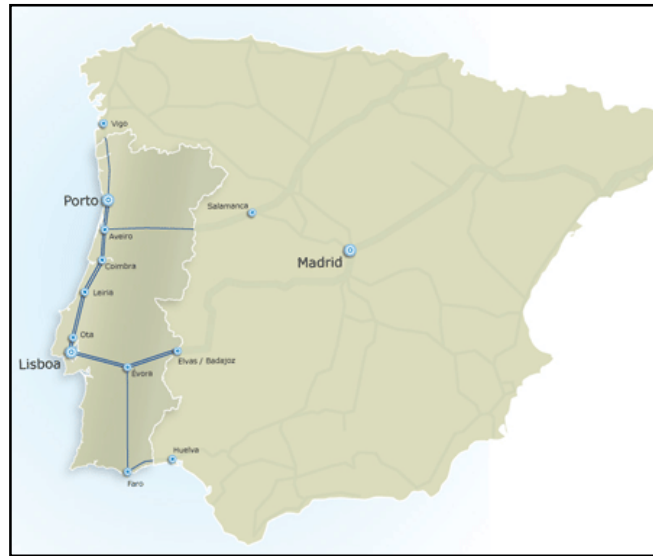 Vigo
Porto
Salamanca
Aveiro
Madrid
Coimbra
Leiria
Ota
Lisboa
Elvas / Badajoz
Évora
Huelva
Faro